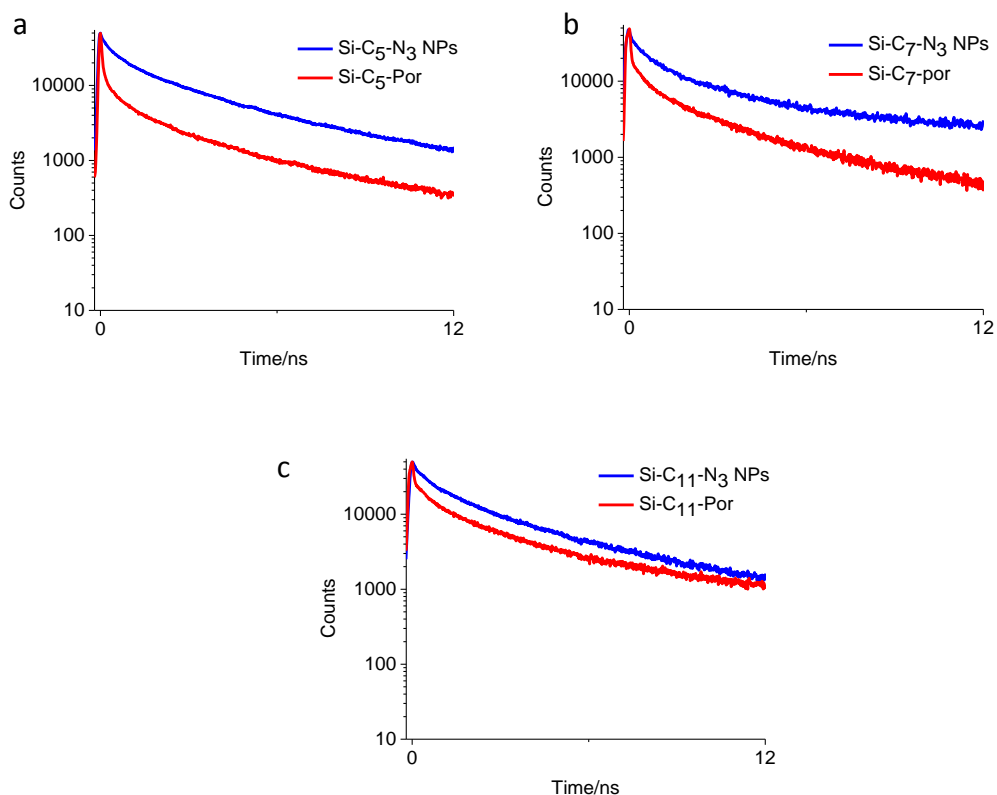 a
Si-C5-N3 NPs
Si-C5-Por
10000
1000
100
10
Counts
0
12
Time/ns
b
Si-C7-N3 NPs
Si-C7-por
10000
1000
100
10
Counts
0
12
Time/ns
c
Si-C11-N3 NPs
Si-C11-Por
10000
1000
100
10
Counts
0
12
Time/ns